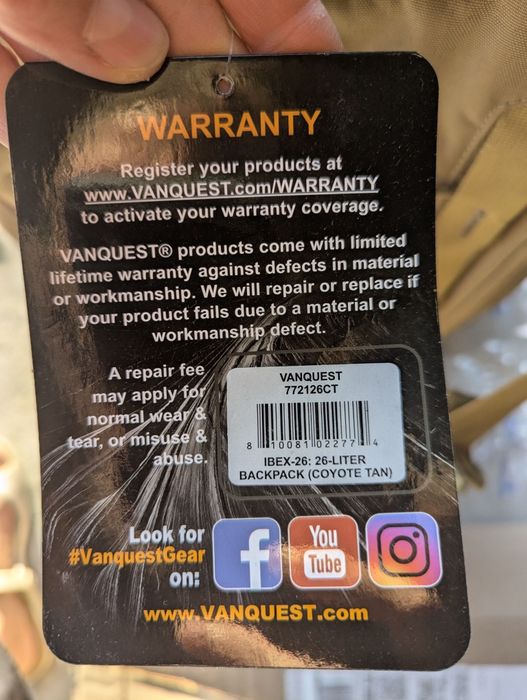 WARRANTY
Register your products at
www.VANQUEST.com/WARRANTY
to activate your warranty coverage.
VANQUEST® products come with limited
lifetime warranty against defects in material
or workmanship. We will repair or replace if
your product fails due to a material or
workmanship defect.
A repair fee
may apply for
normal wear &
tear, or misuse &
abuse.
VANQUEST
772126CT
8 10081 02277 4
IBEX-26: 26-LITER
BACKPACK (COYOTE TAN)
Look for
#VanquestGear
on:
f
You
Tube
www.VANQUEST.com